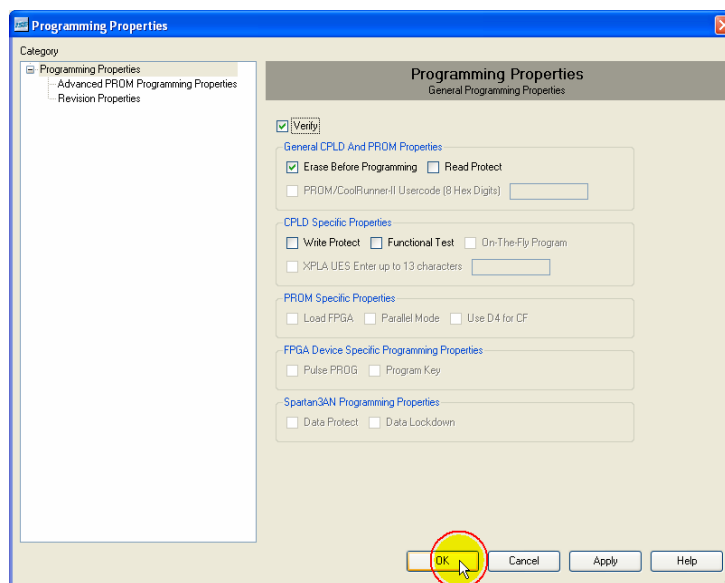 Programming Properties
Category
Programming Properties
Advanced PROM Programming Properties
Revision Properties
Programming Properties
General Programming Properties
Verify
General CPLD And PROM Properties
Erase Before Programming Read Protect
PROM/CoolRunner-II Usercode (8 Hex Digits)
CPLD Specific Properties
Write Protect Functional Test On-The-Fly Program
XPLA UES Enter up to 13 characters
PROM Specific Properties
Load FPGA Parallel Mode Use D4 for CF
FPGA Device Specific Programming Properties
Pulse PROG Program Key
Spartan3AN Programming Properties
Data Protect Data Lockdown
OK Cancel Apply Help